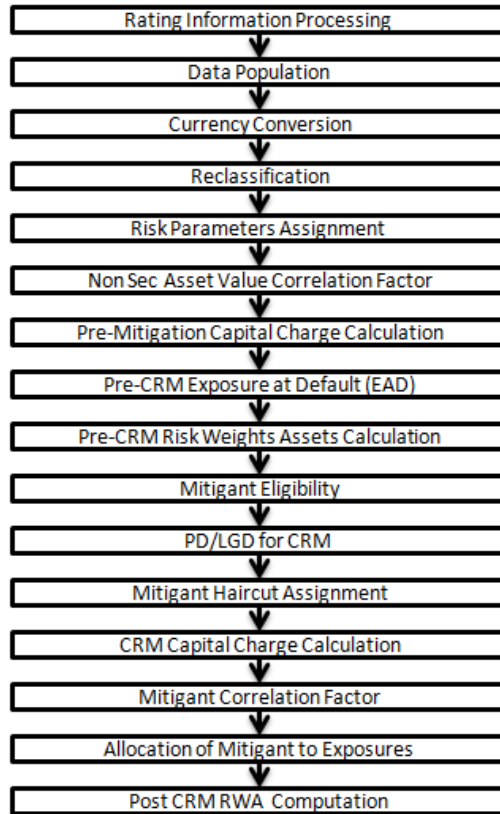 Rating Information Processing
Data Population
Currency Conversion
Reclassification
Risk Parameters Assignment
Non Sec Asset Value Correlation Factor
Pre-Mitigation Capital Charge Calculation
Pre-CRM Exposure at Default (EAD)
Pre-CRM Risk Weights Assets Calculation
Mitigant Eligibility
PD/LGD for CRM
Mitigant Haircut Assignment
CRM Capital Charge Calculation
Mitigant Correlation Factor
Allocation of Mitigant to Exposures
Post CRM RWA Computation